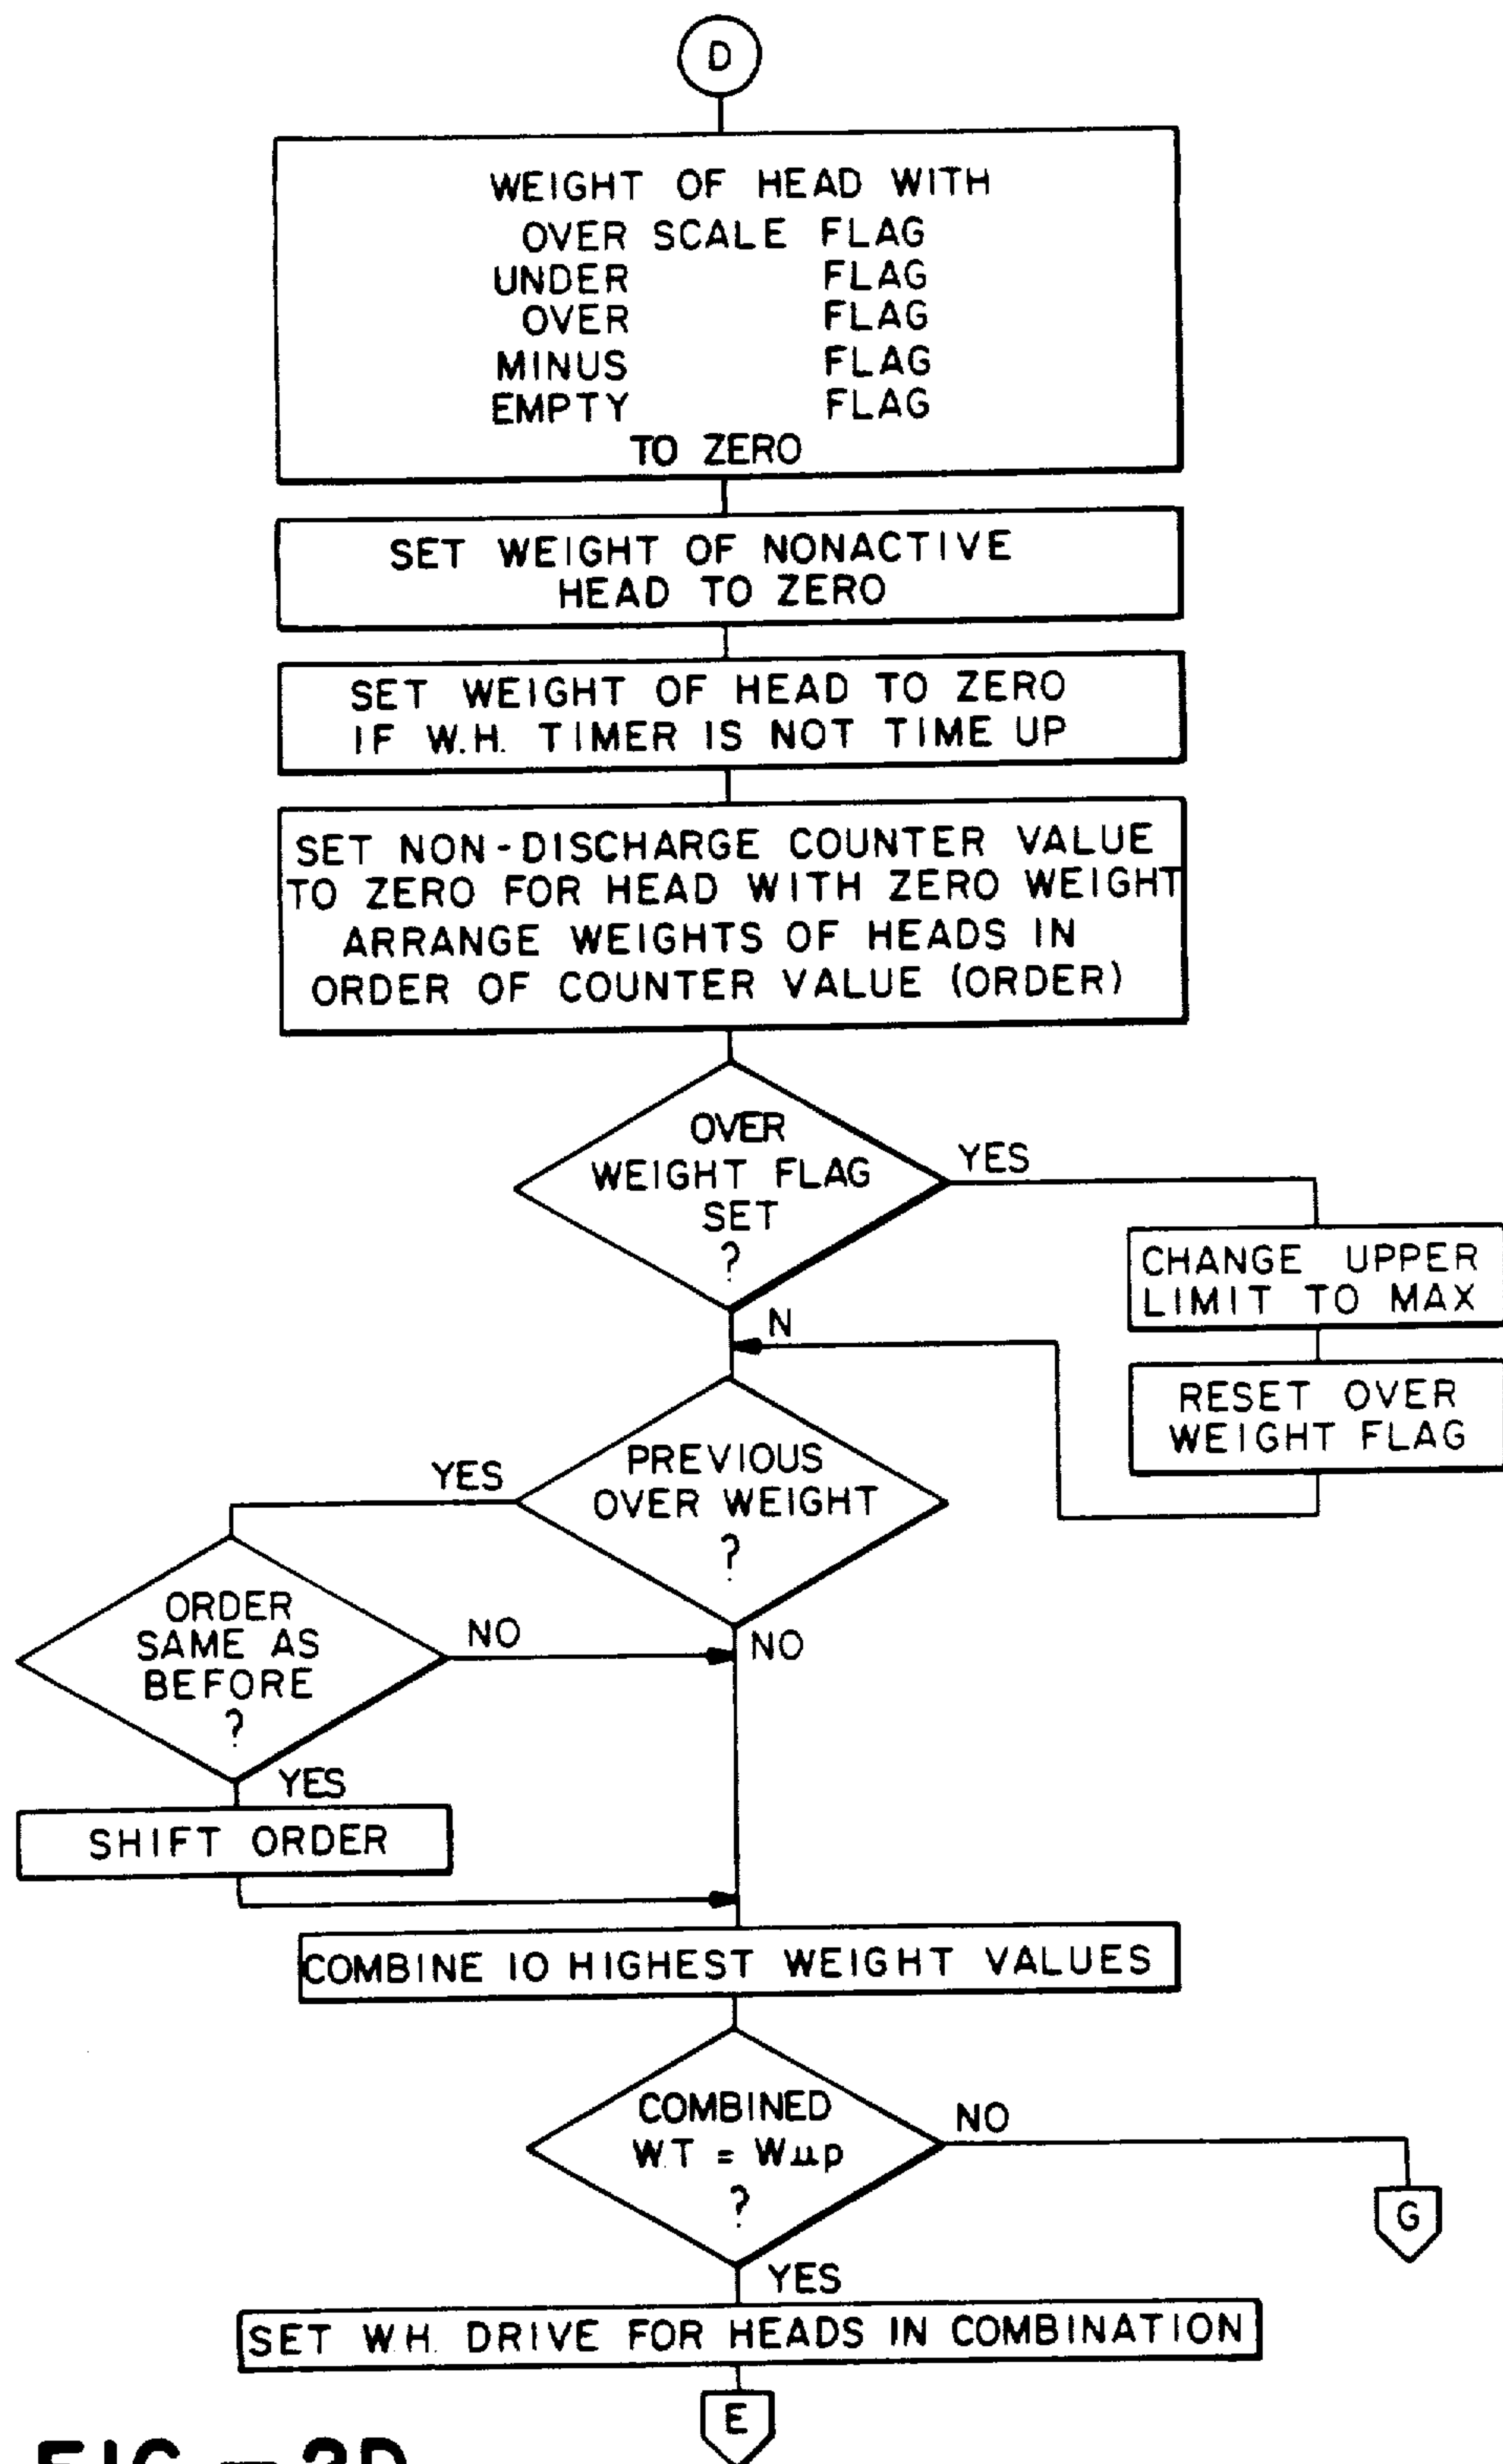 D
WEIGHT OF HEAD WITH
OVER SCALE FLAG
UNDER FLAG
OVER FLAG
MINUS FLAG
EMPTY FLAG
TO ZERO
SET WEIGHT OF NONACTIVE
HEAD TO ZERO
SET WEIGHT OF HEAD TO ZERO
IF W.H. TIMER IS NOT TIME UP
SET NON-DISCHARGE COUNTER VALUE
TO ZERO FOR HEAD WITH ZERO WEIGHT
ARRANGE WEIGHTS OF HEADS IN
ORDER OF COUNTER VALUE (ORDER)
OVER
WEIGHT FLAG
SET
?
YES
CHANGE UPPER
LIMIT TO MAX
N
RESET OVER
WEIGHT FLAG
PREVIOUS
OVER WEIGHT
?
YES
ORDER
SAME AS
BEFORE
?
NO
NO
YES
SHIFT ORDER
COMBINE 10 HIGHEST WEIGHT VALUES
COMBINED
WT = Wμp
?
NO
G
YES
SET W.H. DRIVE FOR HEADS IN COMBINATION
E
FIG.-2D